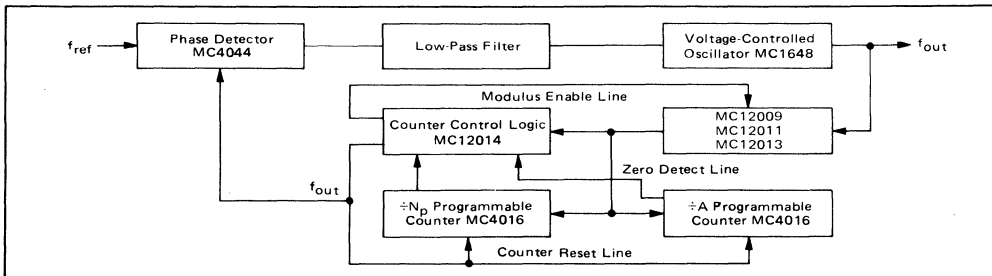 f_ref
Phase Detector
MC4044
Low-Pass Filter
Voltage-Controlled
Oscillator MC1648
f_out
Modulus Enable Line
Counter Control Logic
MC12014
MC12009
MC12011
MC12013
Zero Detect Line
f_out
÷N_p Programmable
Counter MC4016
÷A Programmable
Counter MC4016
Counter Reset Line